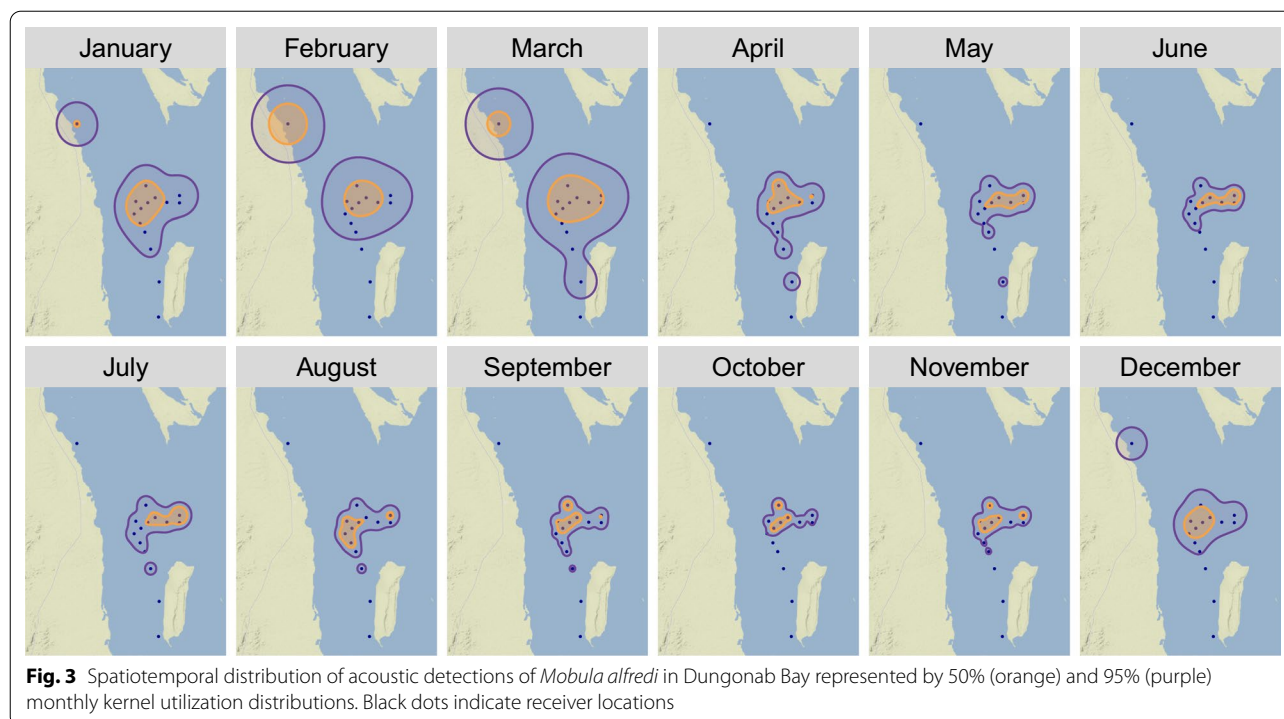 January February March April May June
July August September October November December
Fig. 3 Spatiotemporal distribution of acoustic detections of Mobula alfredi in Dungonab Bay represented by 50% (orange) and 95% (purple)
monthly kernel utilization distributions. Black dots indicate receiver locations